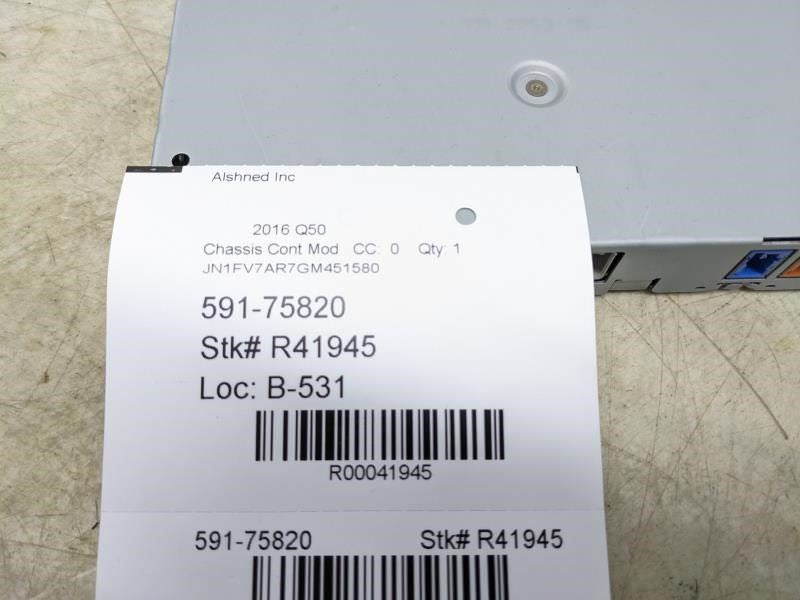 Alshned Inc
2016 Q50
Chassis Cont Mod CC: 0 Qty: 1
JN1FV7AR7GM451580
591-75820
Stk# R41945
Loc: B-531
R00041945
591-75820 Stk# R41945